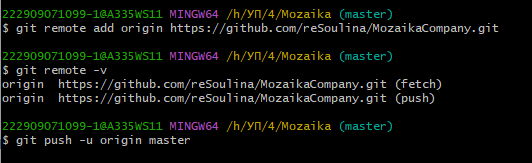 222909071099-1@A335WS11 MINGW64 /h/УП/4/Mozaika (master)
$ git remote add origin https://github.com/reSoulina/MozaikaCompany.git
222909071099-1@A335WS11 MINGW64 /h/УП/4/Mozaika (master)
$ git remote -v
origin  https://github.com/reSoulina/MozaikaCompany.git (fetch)
origin  https://github.com/reSoulina/MozaikaCompany.git (push)
222909071099-1@A335WS11 MINGW64 /h/УП/4/Mozaika (master)
$ git push -u origin master